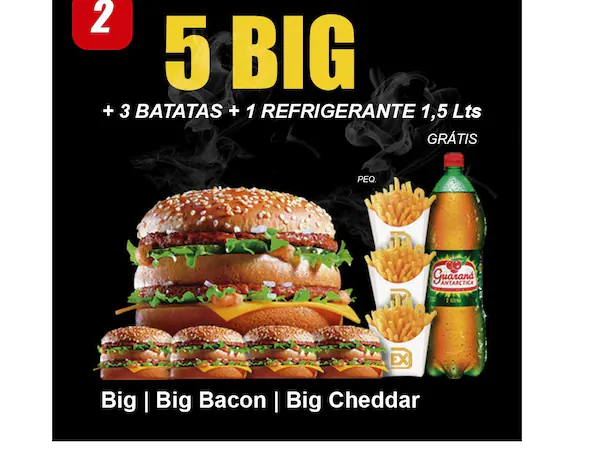 2
5 BIG
+ 3 BATATAS + 1 REFRIGERANTE 1,5 Lts
GRÁTIS
PEQ.
Guaraná
ANTARCTICA
EX
Big | Big Bacon | Big Cheddar